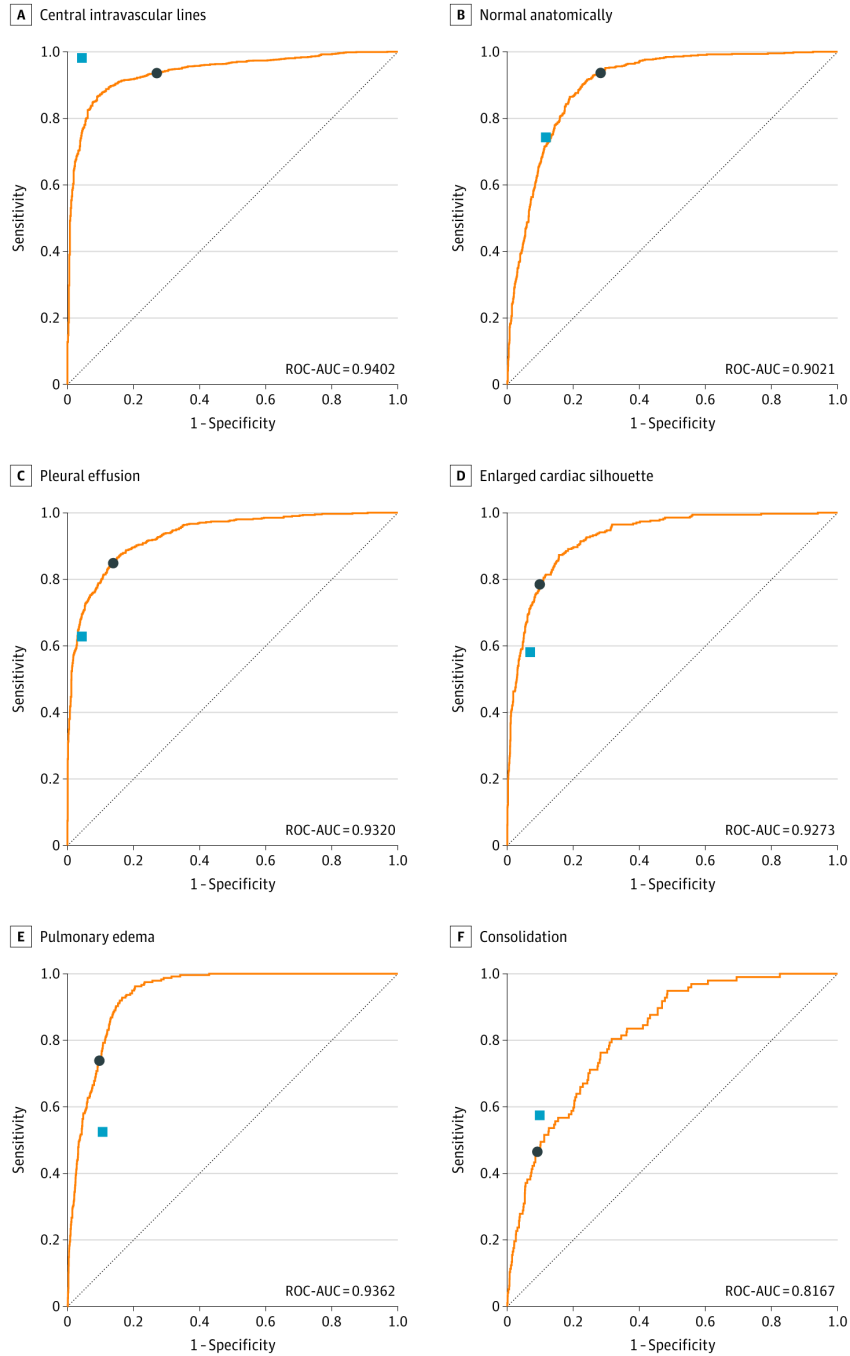 A Central intravascular lines
1.0
0.8
0.6
0.4
0.2
0
Sensitivity
0 0.2 0.4 0.6 0.8 1.0
1 – Specificity
ROC-AUC = 0.9402
B Normal anatomically
1.0
0.8
0.6
0.4
0.2
0
Sensitivity
0 0.2 0.4 0.6 0.8 1.0
1 – Specificity
ROC-AUC = 0.9021
C Pleural effusion
1.0
0.8
0.6
0.4
0.2
0
Sensitivity
0 0.2 0.4 0.6 0.8 1.0
1 – Specificity
ROC-AUC = 0.9320
D Enlarged cardiac silhouette
1.0
0.8
0.6
0.4
0.2
0
Sensitivity
0 0.2 0.4 0.6 0.8 1.0
1 – Specificity
ROC-AUC = 0.9273
E Pulmonary edema
1.0
0.8
0.6
0.4
0.2
0
Sensitivity
0 0.2 0.4 0.6 0.8 1.0
1 – Specificity
ROC-AUC = 0.9362
F Consolidation
1.0
0.8
0.6
0.4
0.2
0
Sensitivity
0 0.2 0.4 0.6 0.8 1.0
1 – Specificity
ROC-AUC = 0.8167